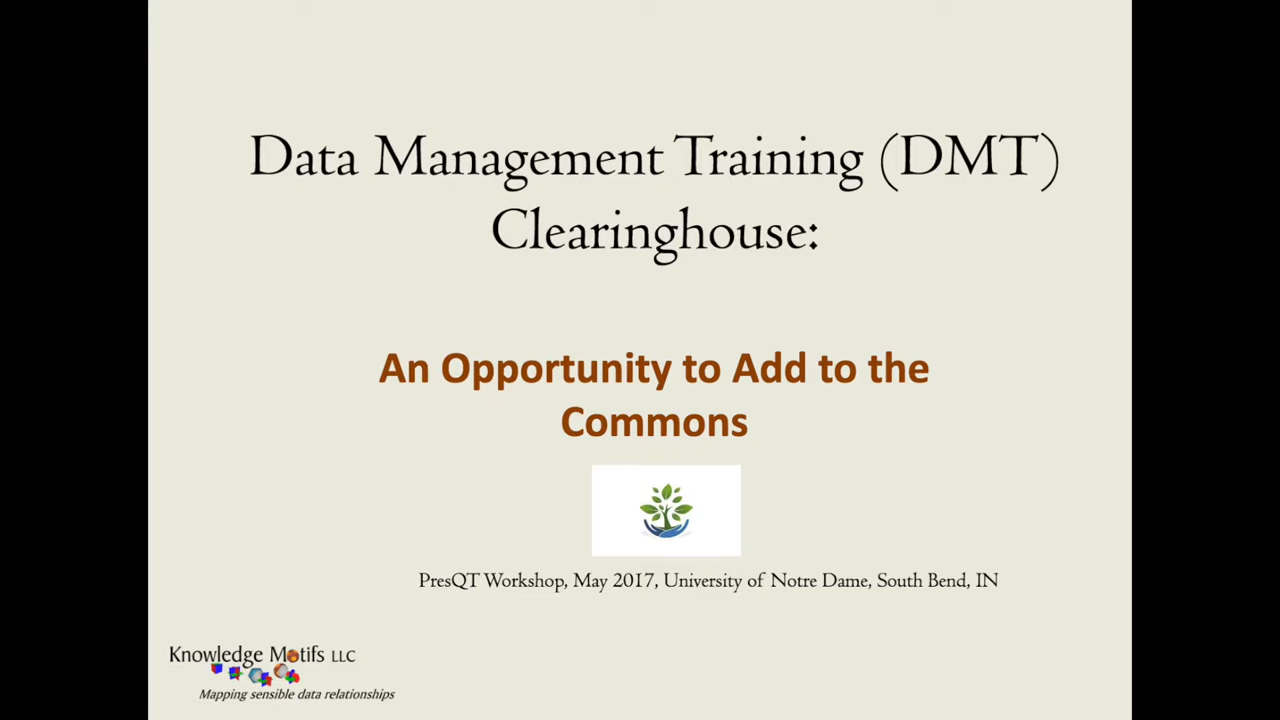 Data Management Training (DMT)
Clearinghouse:
An Opportunity to Add to the
Commons
PresQT Workshop, May 2017, University of Notre Dame, South Bend, IN
Knowledge Motifs LLC
Mapping sensible data relationships